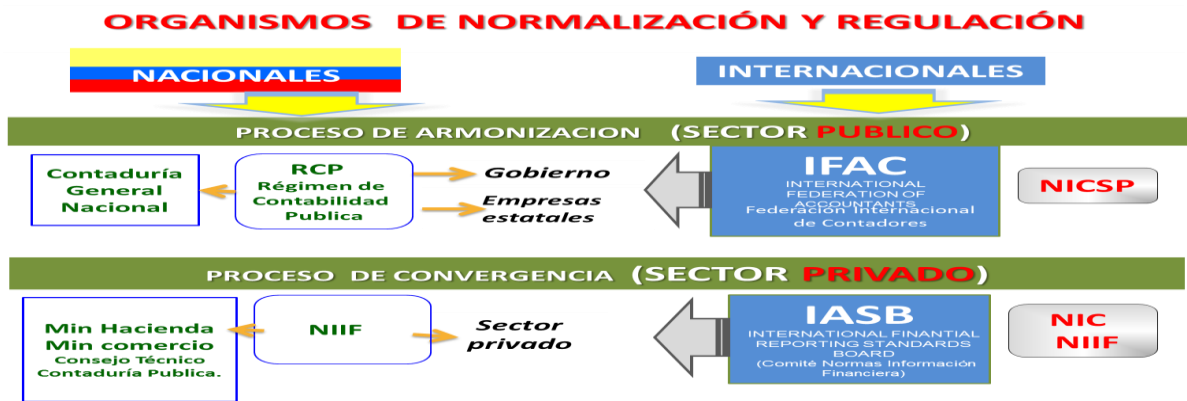 ORGANISMOS DE NORMALIZACIÓN Y REGULACIÓN
NACIONALES
INTERNACIONALES
PROCESO DE ARMONIZACION (SECTOR PUBLICO)
Contaduría
General
Nacional
RCP
Régimen de
Contabilidad
Publica
Gobierno
Empresas
estatales
IFAC
INTERNATIONAL
FEDERATION OF
ACCOUNTANTS
Federación Internacional
de Contadores
NICSP
PROCESO DE CONVERGENCIA (SECTOR PRIVADO)
Min Hacienda
Min comercio
Consejo Técnico
Contaduría Publica.
NIIF
Sector
privado
IASB
INTERNATIONAL FINANTIAL
REPORTING STANDARDS
BOARD
(Comité Normas Información
Financiera)
NIC
NIIF